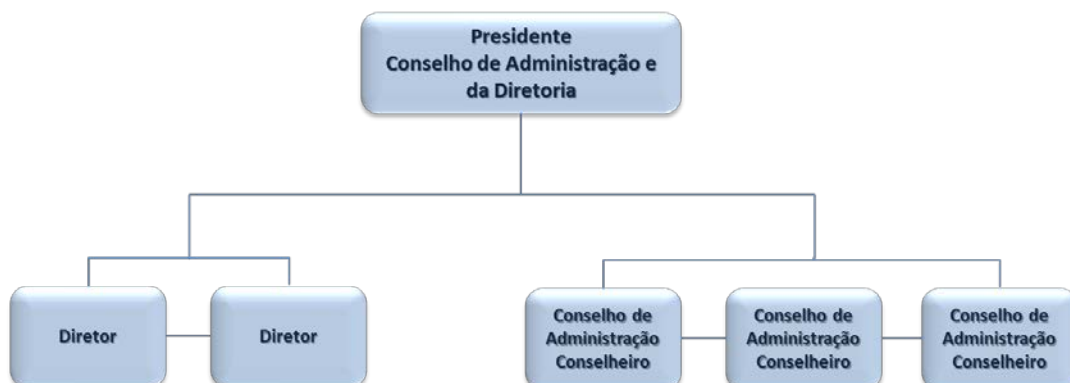 Presidente
Conselho de Administração e
da Diretoria
Diretor
Diretor
Conselho de
Administração
Conselheiro
Conselho de
Administração
Conselheiro
Conselho de
Administração
Conselheiro